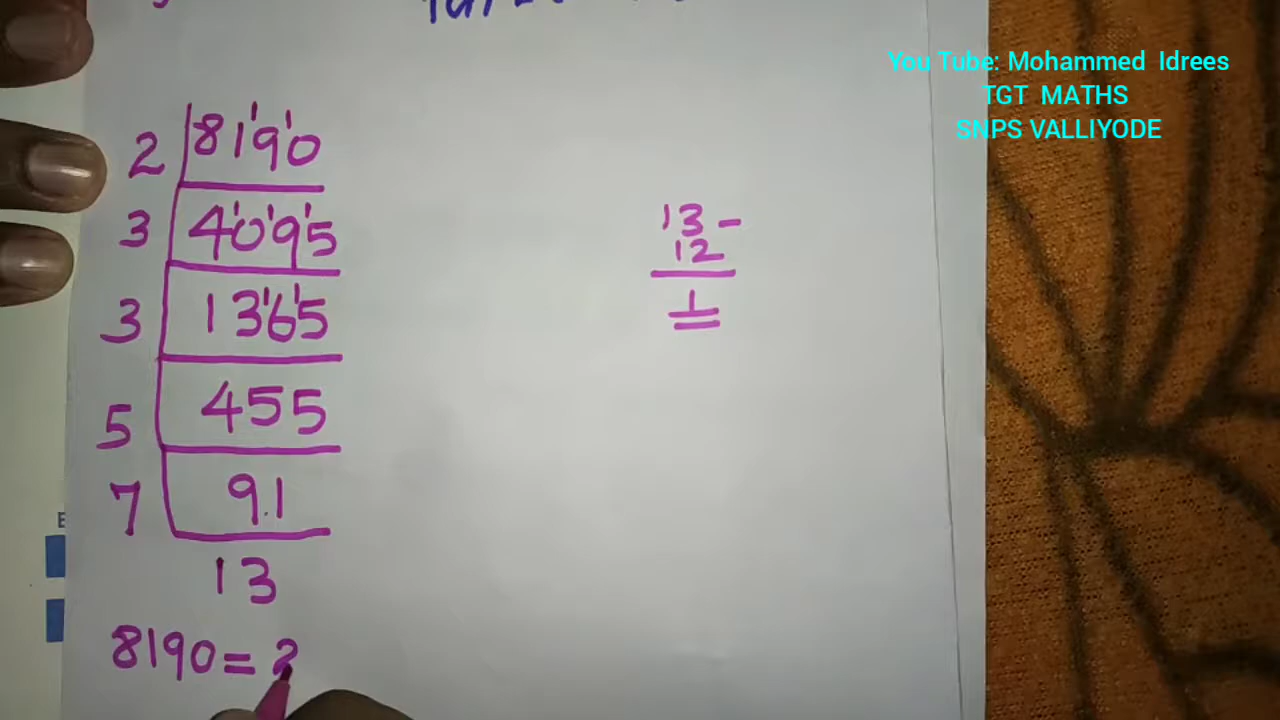 You Tube: Mohammed Idrees
TGT MATHS
SNPS VALLIYODE
2 8190
3 4095
3 1365
5 455
7 91
13
8190 = 2
13 -
12
1